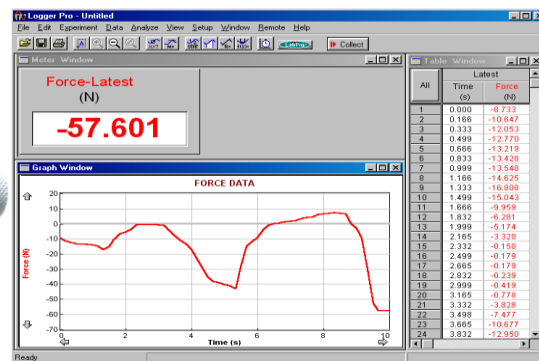 Logger Pro - Untitled
File Edit Experiment Data Analyze View Setup Window Remote Help
Collect
Meter Window
Force-Latest
(N)
-57.601
Graph Window
FORCE DATA
Force (N)
20
10
0
-10
-20
-30
-40
-50
-60
-70
0 2 4 6 8 10
Time (s)
Table Window
Latest
All Time Force
(s) (N)
1 0.000 -8.733
2 0.166 -10.647
3 0.333 -12.053
4 0.499 -12.770
5 0.666 -13.219
6 0.833 -13.428
7 0.999 -13.548
8 1.166 -14.625
9 1.333 -16.808
10 1.499 -15.043
11 1.666 -9.959
12 1.832 -6.281
13 1.999 -5.174
14 2.165 -3.320
15 2.332 -0.150
16 2.499 -0.179
17 2.665 -0.179
18 2.832 -0.239
19 2.999 -0.419
20 3.165 -0.778
21 3.332 -3.828
22 3.498 -7.477
23 3.665 -10.677
24 3.832 -12.950
Ready